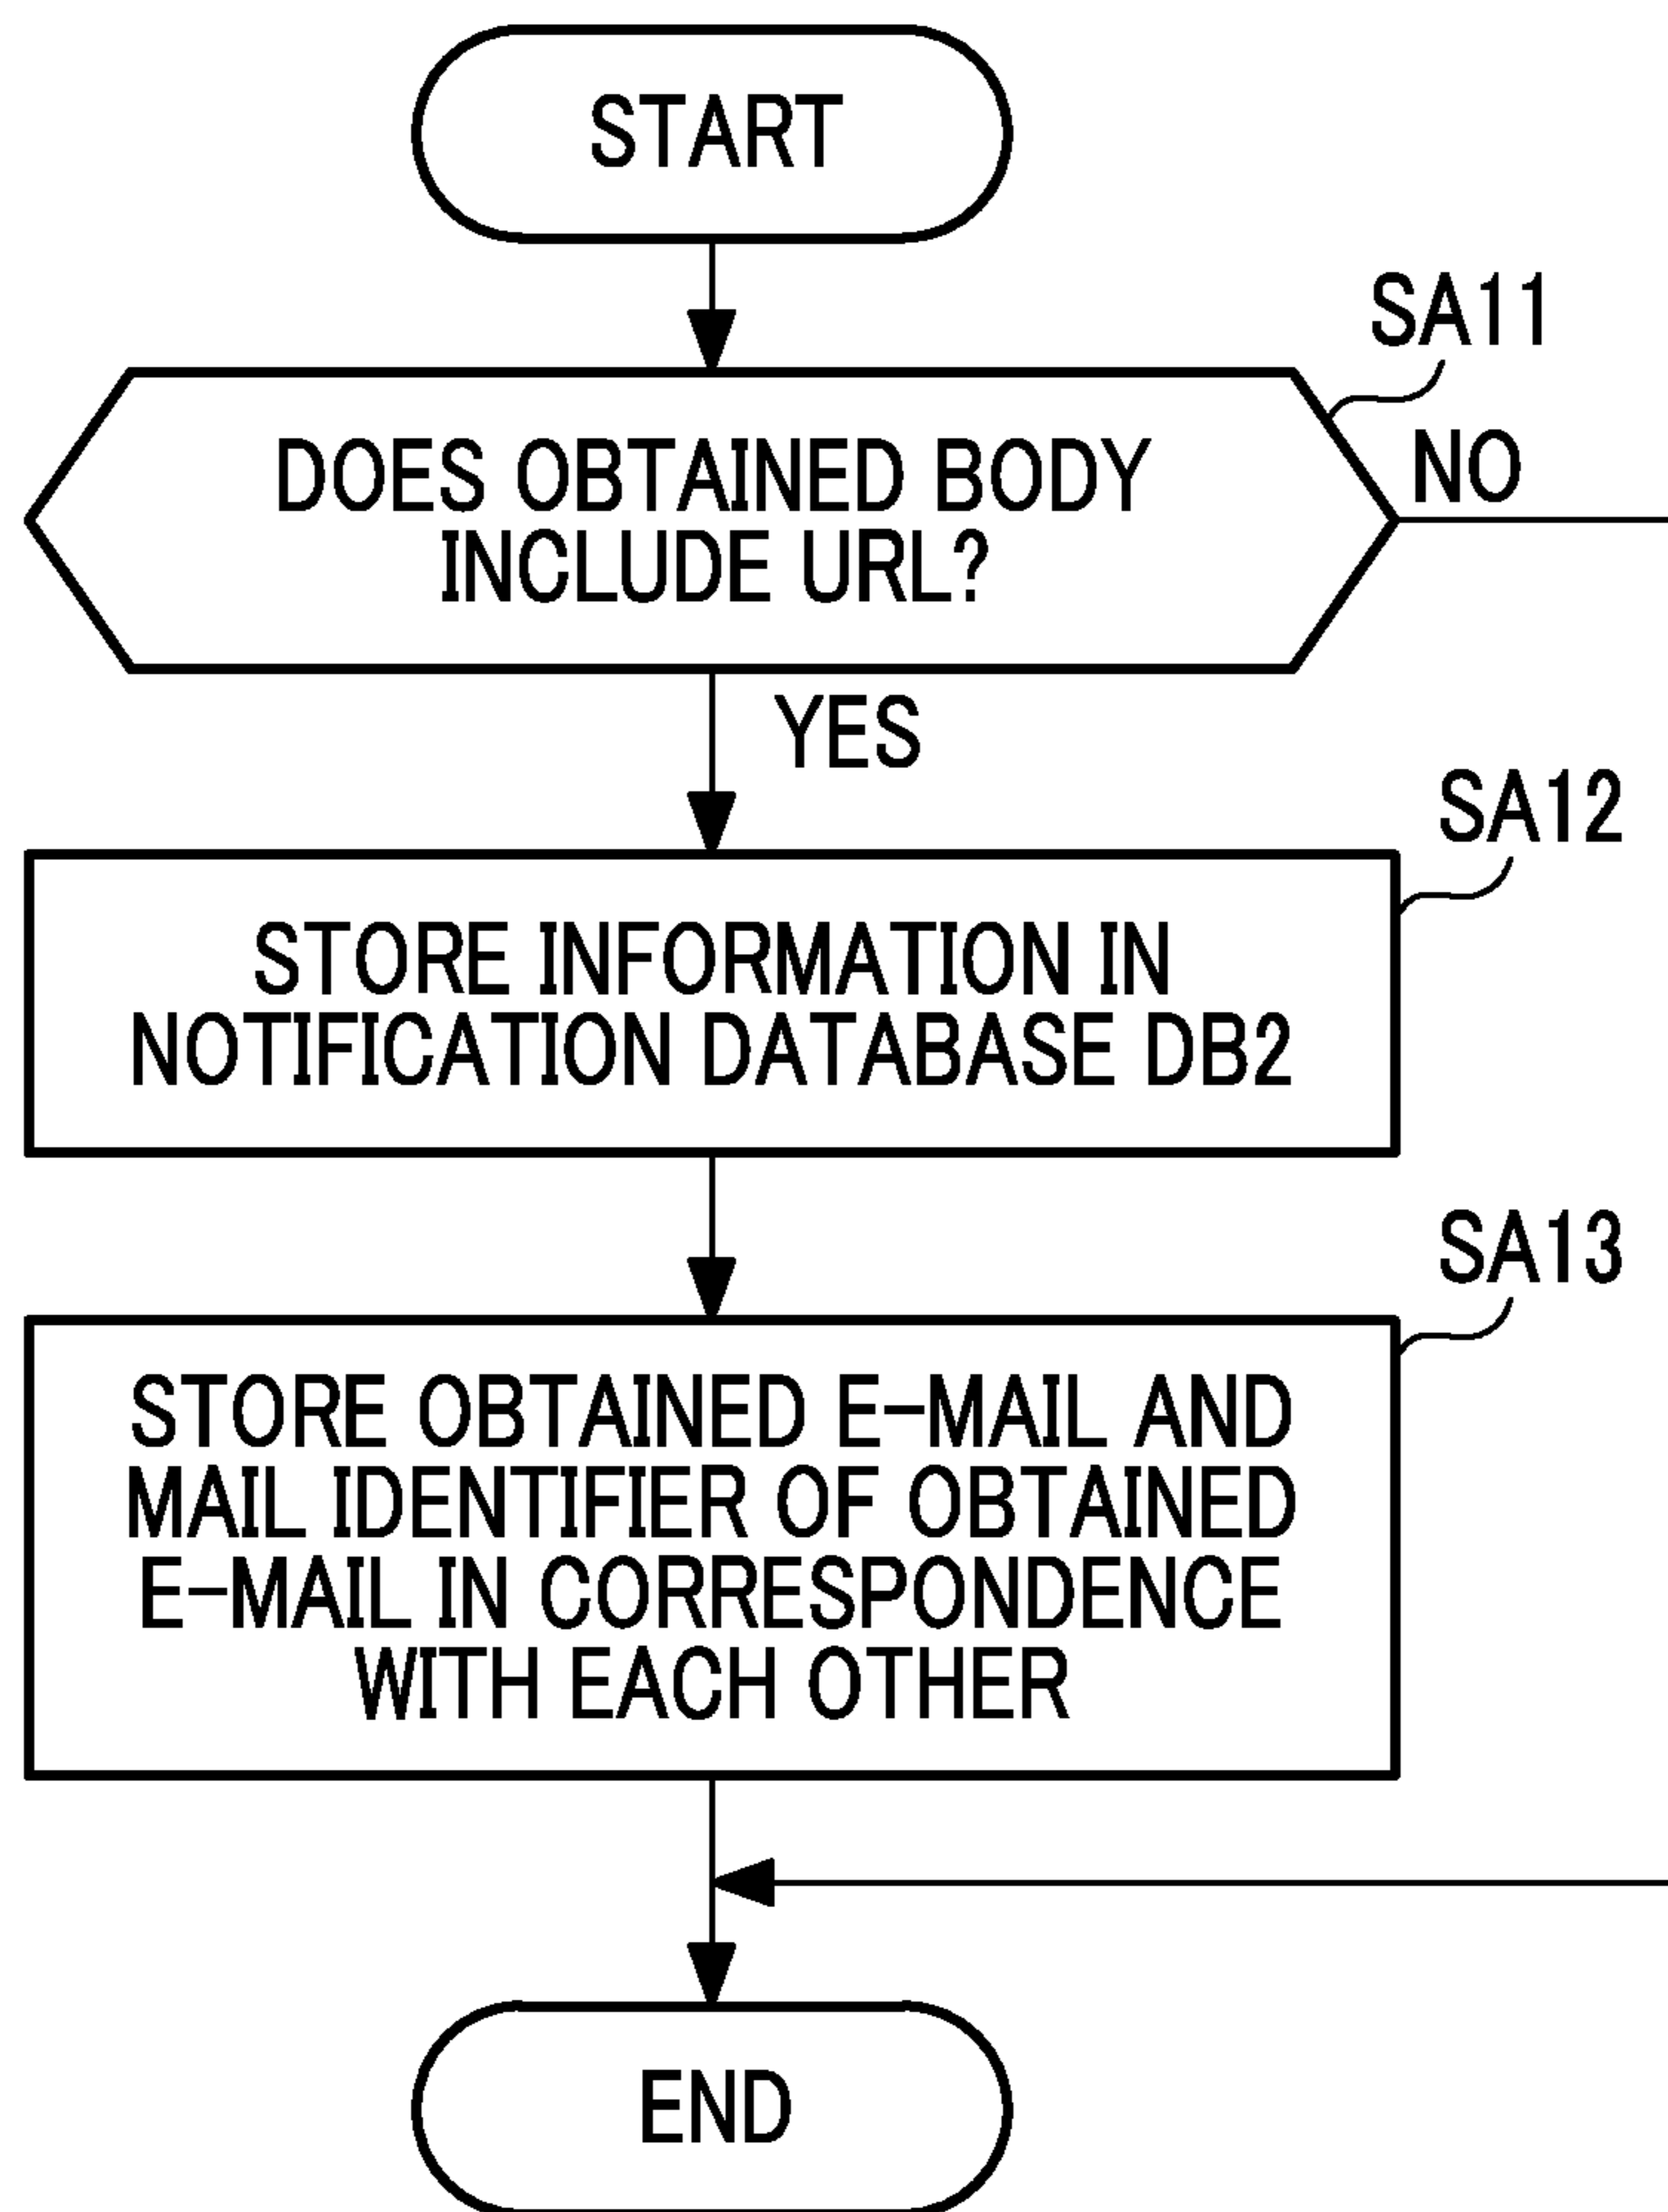 START
SA11
DOES OBTAINED BODY
INCLUDE URL?
NO
YES
SA12
STORE INFORMATION IN
NOTIFICATION DATABASE DB2
SA13
STORE OBTAINED E-MAIL AND
MAIL IDENTIFIER OF OBTAINED
E-MAIL IN CORRESPONDENCE
WITH EACH OTHER
END